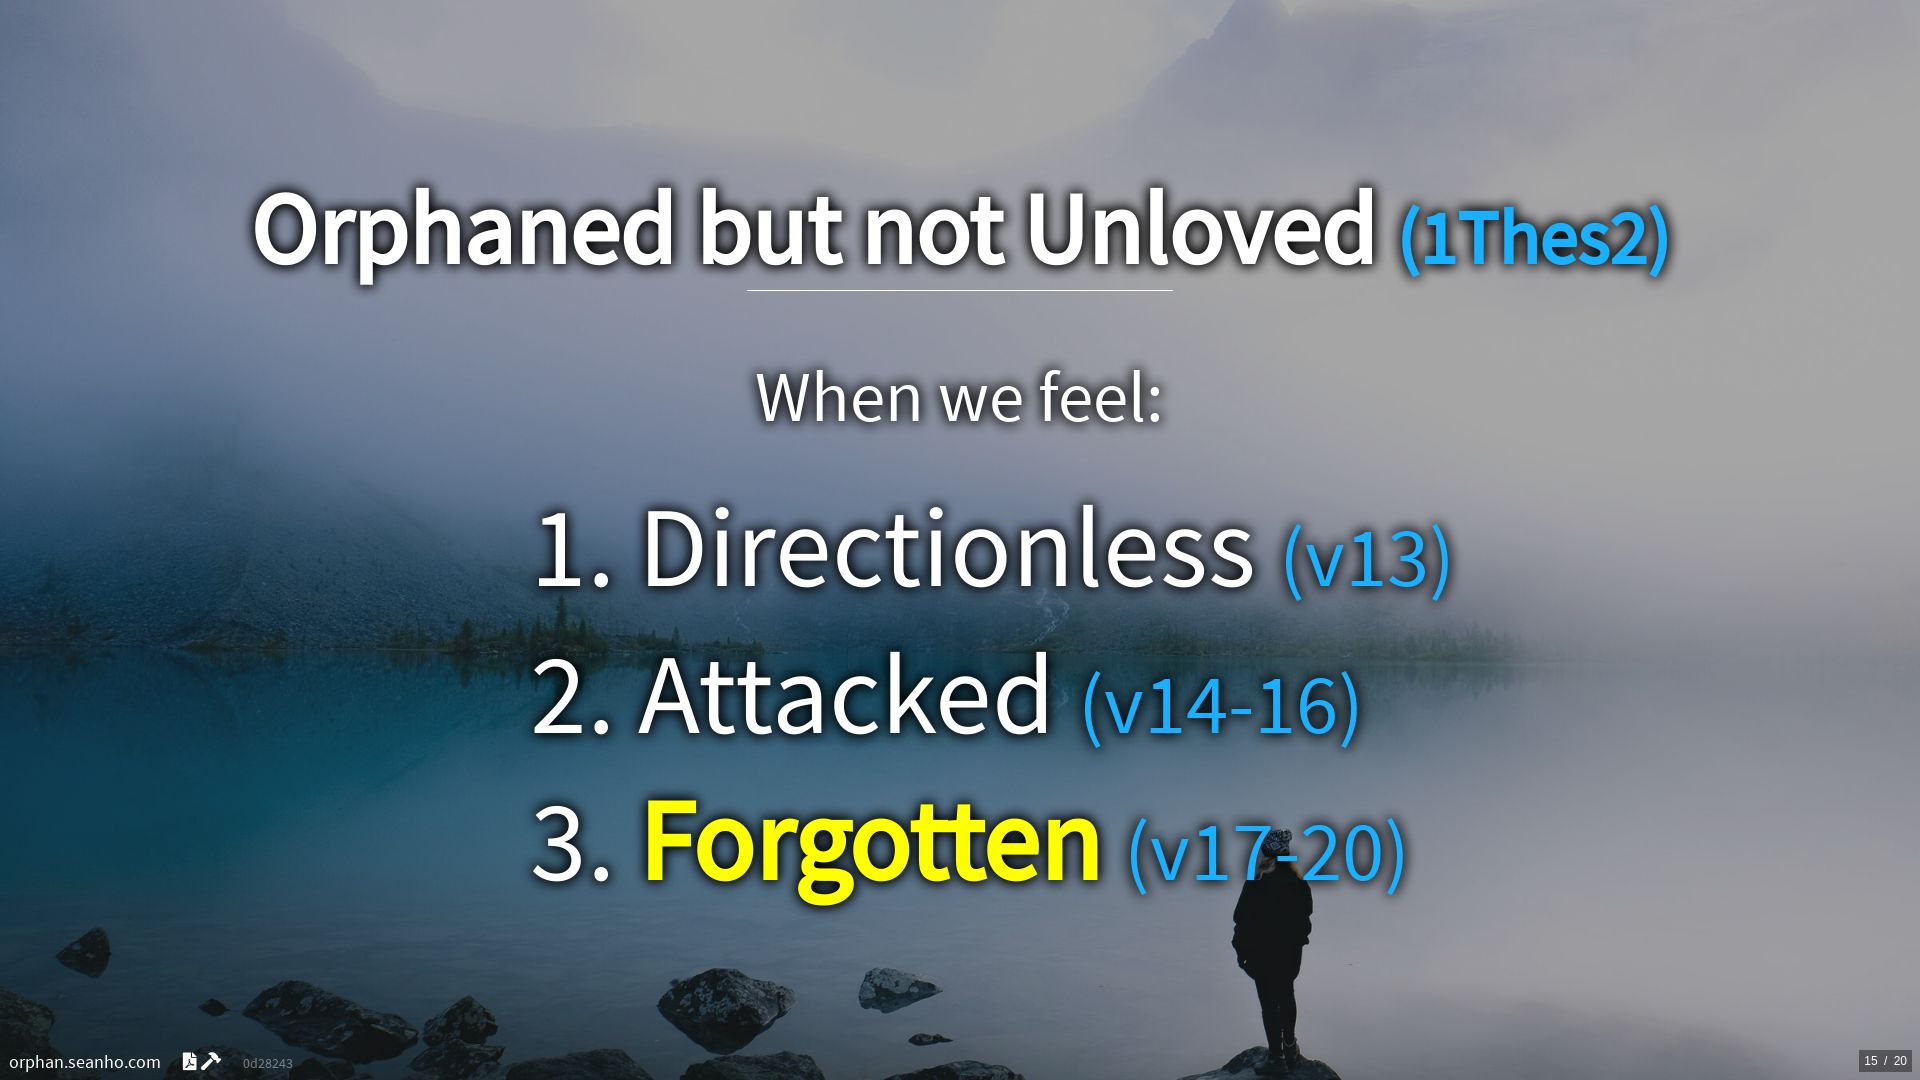 Orphaned but not Unloved (1Thes2)
When we feel:
1. Directionless (v13)
2. Attacked (v14-16)
3. Forgotten (v17-20)
orphan.seanho.com 0d28243
15 / 20